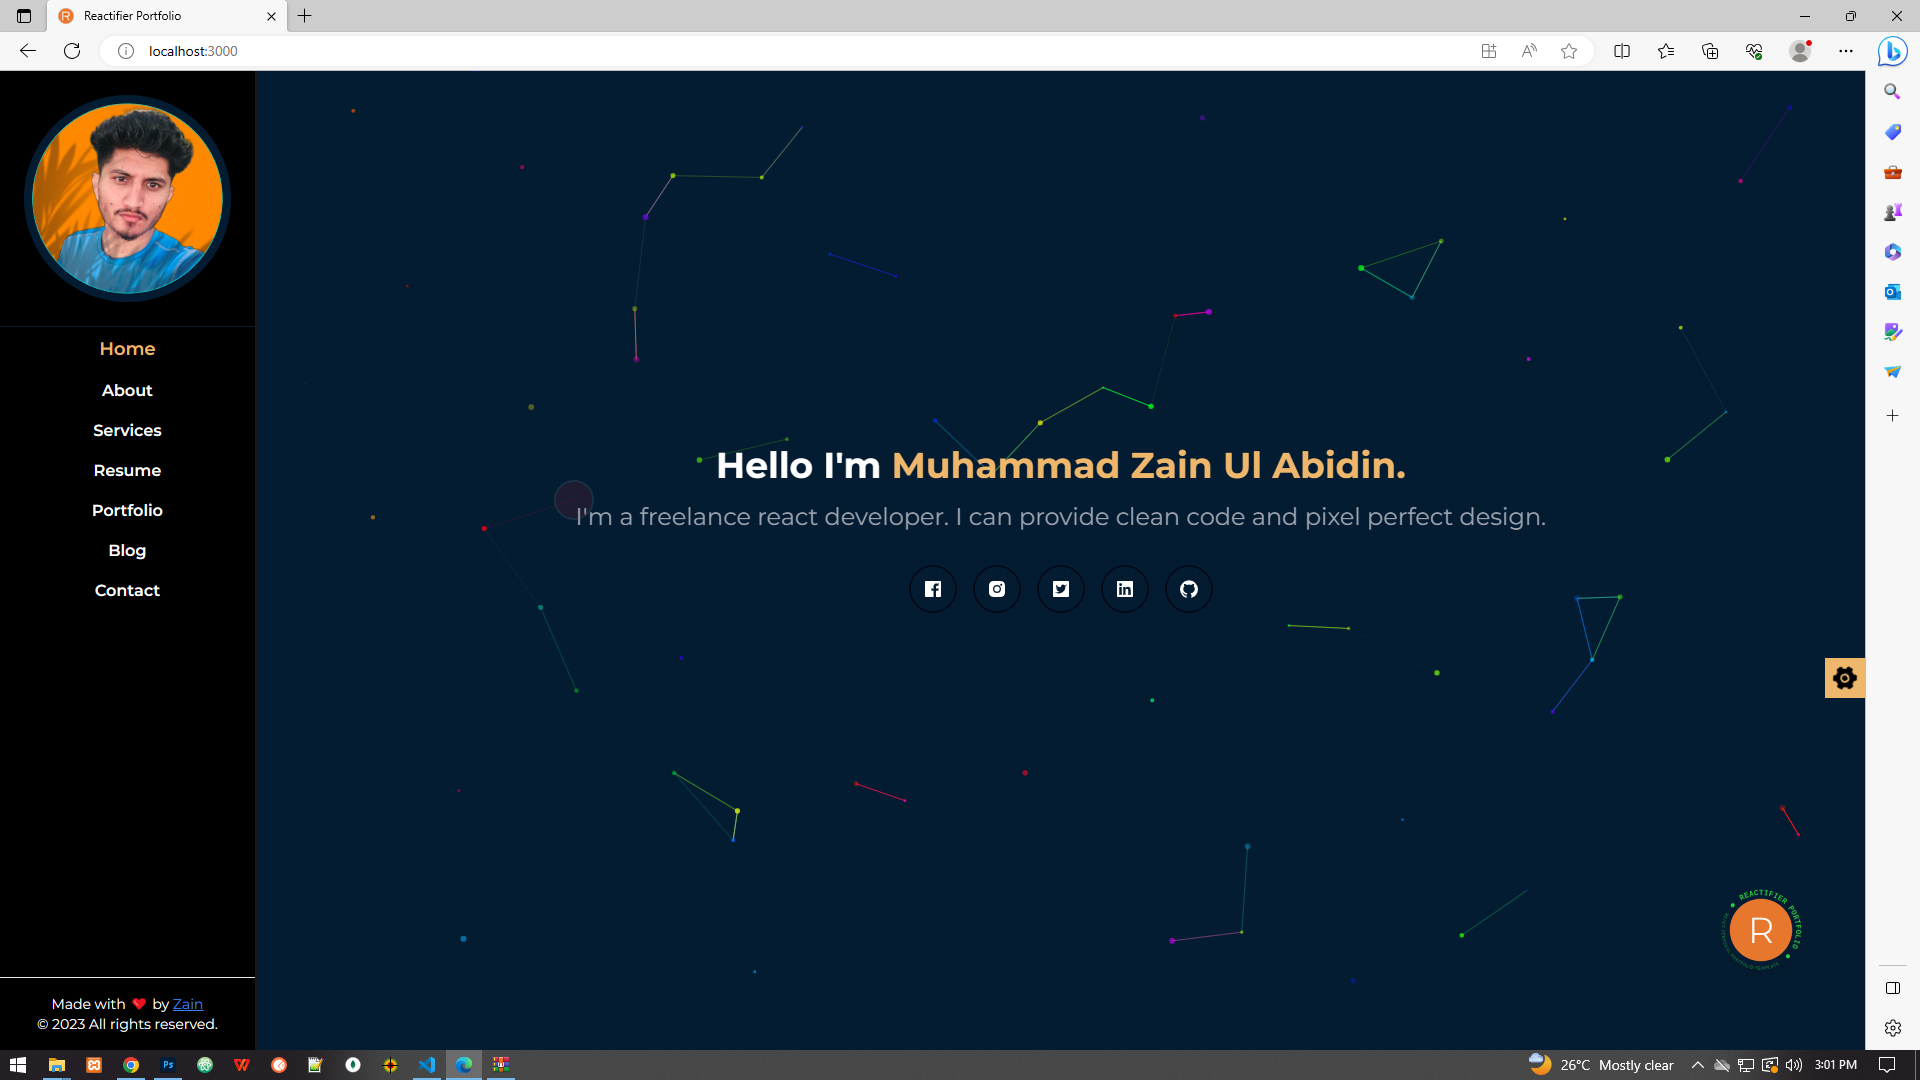 Reactifier Portfolio
localhost:3000
Home
About
Services
Resume
Portfolio
Blog
Contact
Hello I'm Muhammad Zain Ul Abidin.
I'm a freelance react developer. I can provide clean code and pixel perfect design.
REACTIFIER PORTFOLIO
R
Made with ❤ by Zain
© 2023 All rights reserved.
26°C Mostly clear
3:01 PM